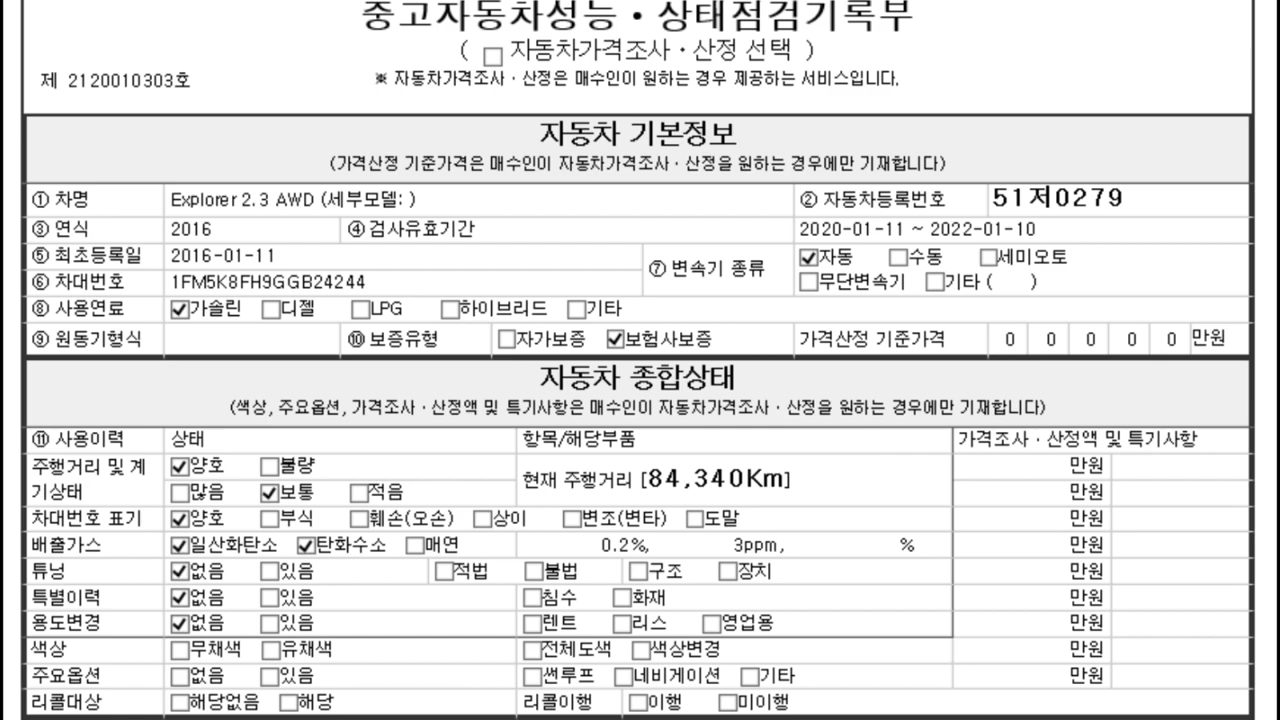 중고자동차성능 · 상태점검기록부
( □ 자동차가격조사 · 산정 선택 )
제 2120010303호
※ 자동차가격조사 · 산정은 매수인이 원하는 경우 제공하는 서비스입니다.
자동차 기본정보
(가격산정 기준가격은 매수인이 자동차가격조사 · 산정을 원하는 경우에만 기재합니다)
① 차명 Explorer 2.3 AWD (세부모델: ) ② 자동차등록번호 51저0279
③ 연식 2016 ④ 검사유효기간 2020-01-11 ~ 2022-01-10
⑤ 최초등록일 2016-01-11 ⑦ 변속기 종류 ☑자동 □수동 □세미오토
⑥ 차대번호 1FM5K8FH9GGB24244 □무단변속기 □기타 ( )
⑧ 사용연료 ☑가솔린 □디젤 □LPG □하이브리드 □기타
⑨ 원동기형식 ⑩ 보증유형 □자가보증 ☑보험사보증 가격산정 기준가격 0 0 0 0 0 만원
자동차 종합상태
(색상, 주요옵션, 가격조사 · 산정액 및 특기사항은 매수인이 자동차가격조사 · 산정을 원하는 경우에만 기재합니다)
⑪ 사용이력 상태 항목/해당부품 가격조사 · 산정액 및 특기사항
주행거리 및 계 ☑양호 □불량 현재 주행거리 [84,340Km] 만원
기상태 □많음 ☑보통 □적음 만원
차대번호 표기 ☑양호 □부식 □훼손(오손) □상이 □변조(변타) □도말 만원
배출가스 ☑일산화탄소 ☑탄화수소 □매연 0.2%, 3ppm, % 만원
튜닝 ☑없음 □있음 □적법 □불법 □구조 □장치 만원
특별이력 ☑없음 □있음 □침수 □화재 만원
용도변경 ☑없음 □있음 □렌트 □리스 □영업용 만원
색상 □무채색 □유채색 □전체도색 □색상변경 만원
주요옵션 □없음 □있음 □썬루프 □네비게이션 □기타 만원
리콜대상 □해당없음 □해당 리콜이행 □이행 □미이행